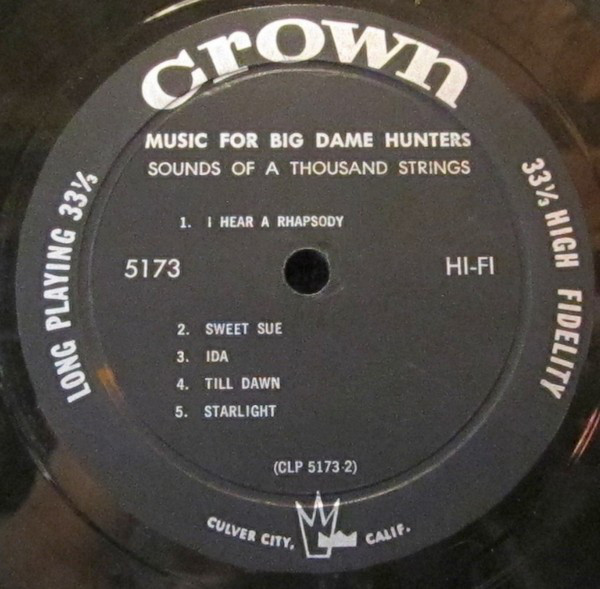 crown
MUSIC FOR BIG DAME HUNTERS
SOUNDS OF A THOUSAND STRINGS
1. I HEAR A RHAPSODY
LONG PLAYING 33⅓
5173
HI-FI
33⅓ HIGH FIDELITY
2. SWEET SUE
3. IDA
4. TILL DAWN
5. STARLIGHT
(CLP 5173-2)
CULVER CITY, CALIF.